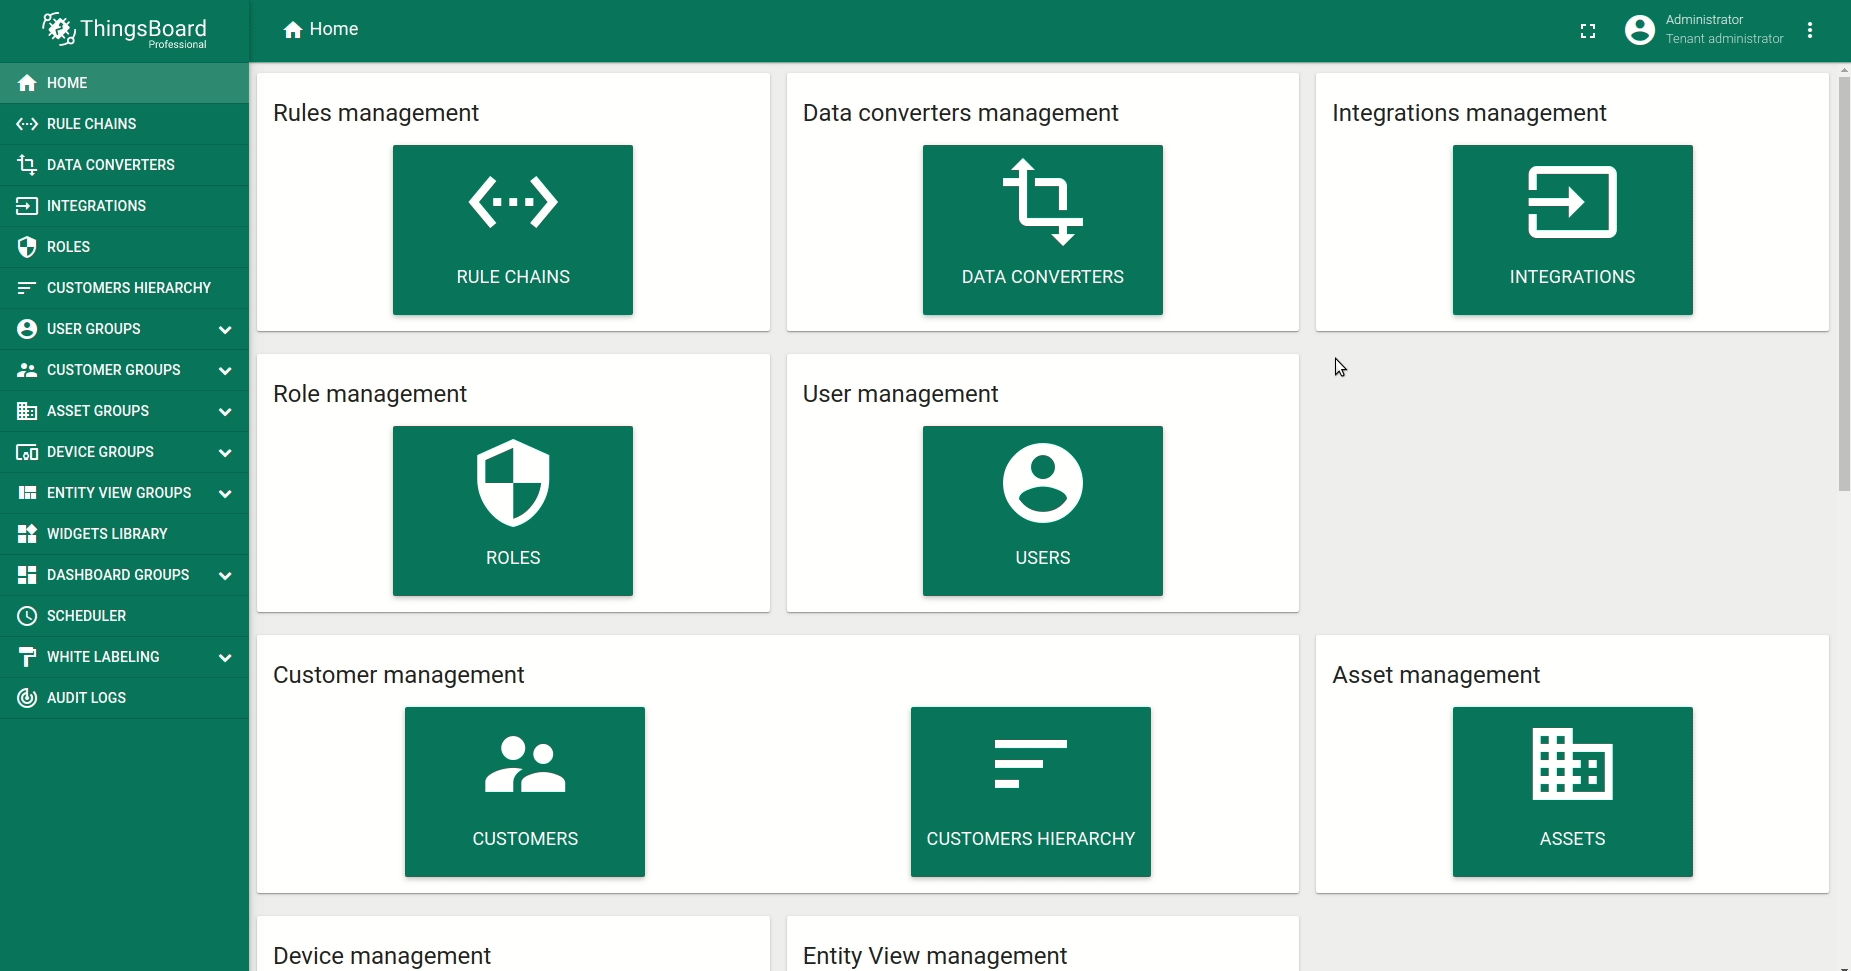 ThingsBoard
Professional
Home
Administrator
Tenant administrator
HOME
RULE CHAINS
DATA CONVERTERS
INTEGRATIONS
ROLES
CUSTOMERS HIERARCHY
USER GROUPS
CUSTOMER GROUPS
ASSET GROUPS
DEVICE GROUPS
ENTITY VIEW GROUPS
WIDGETS LIBRARY
DASHBOARD GROUPS
SCHEDULER
WHITE LABELING
AUDIT LOGS
Rules management
RULE CHAINS
Data converters management
DATA CONVERTERS
Integrations management
INTEGRATIONS
Role management
ROLES
User management
USERS
Customer management
CUSTOMERS
CUSTOMERS HIERARCHY
Asset management
ASSETS
Device management
Entity View management